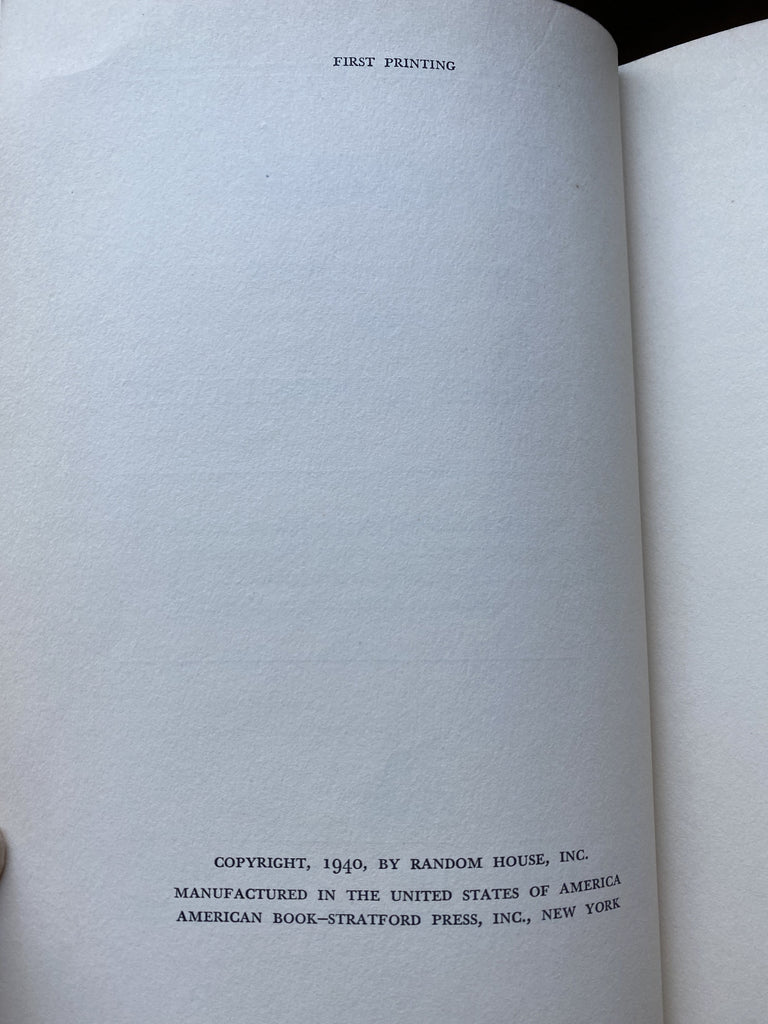 FIRST PRINTING
COPYRIGHT, 1940, BY RANDOM HOUSE, INC.
MANUFACTURED IN THE UNITED STATES OF AMERICA
AMERICAN BOOK–STRATFORD PRESS, INC., NEW YORK